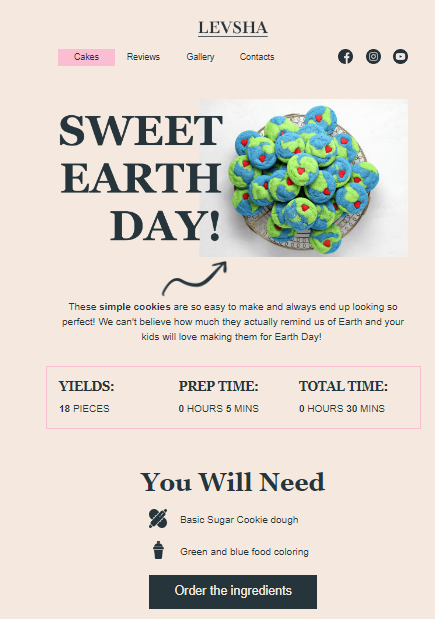 LEVSHA
Cakes Reviews Gallery Contacts
SWEET
EARTH
DAY!
These simple cookies are so easy to make and always end up looking so
perfect! We can't believe how much they actually remind us of Earth and your
kids will love making them for Earth Day!
YIELDS: PREP TIME: TOTAL TIME:
18 PIECES 0 HOURS 5 MINS 0 HOURS 30 MINS
You Will Need
Basic Sugar Cookie dough
Green and blue food coloring
Order the ingredients